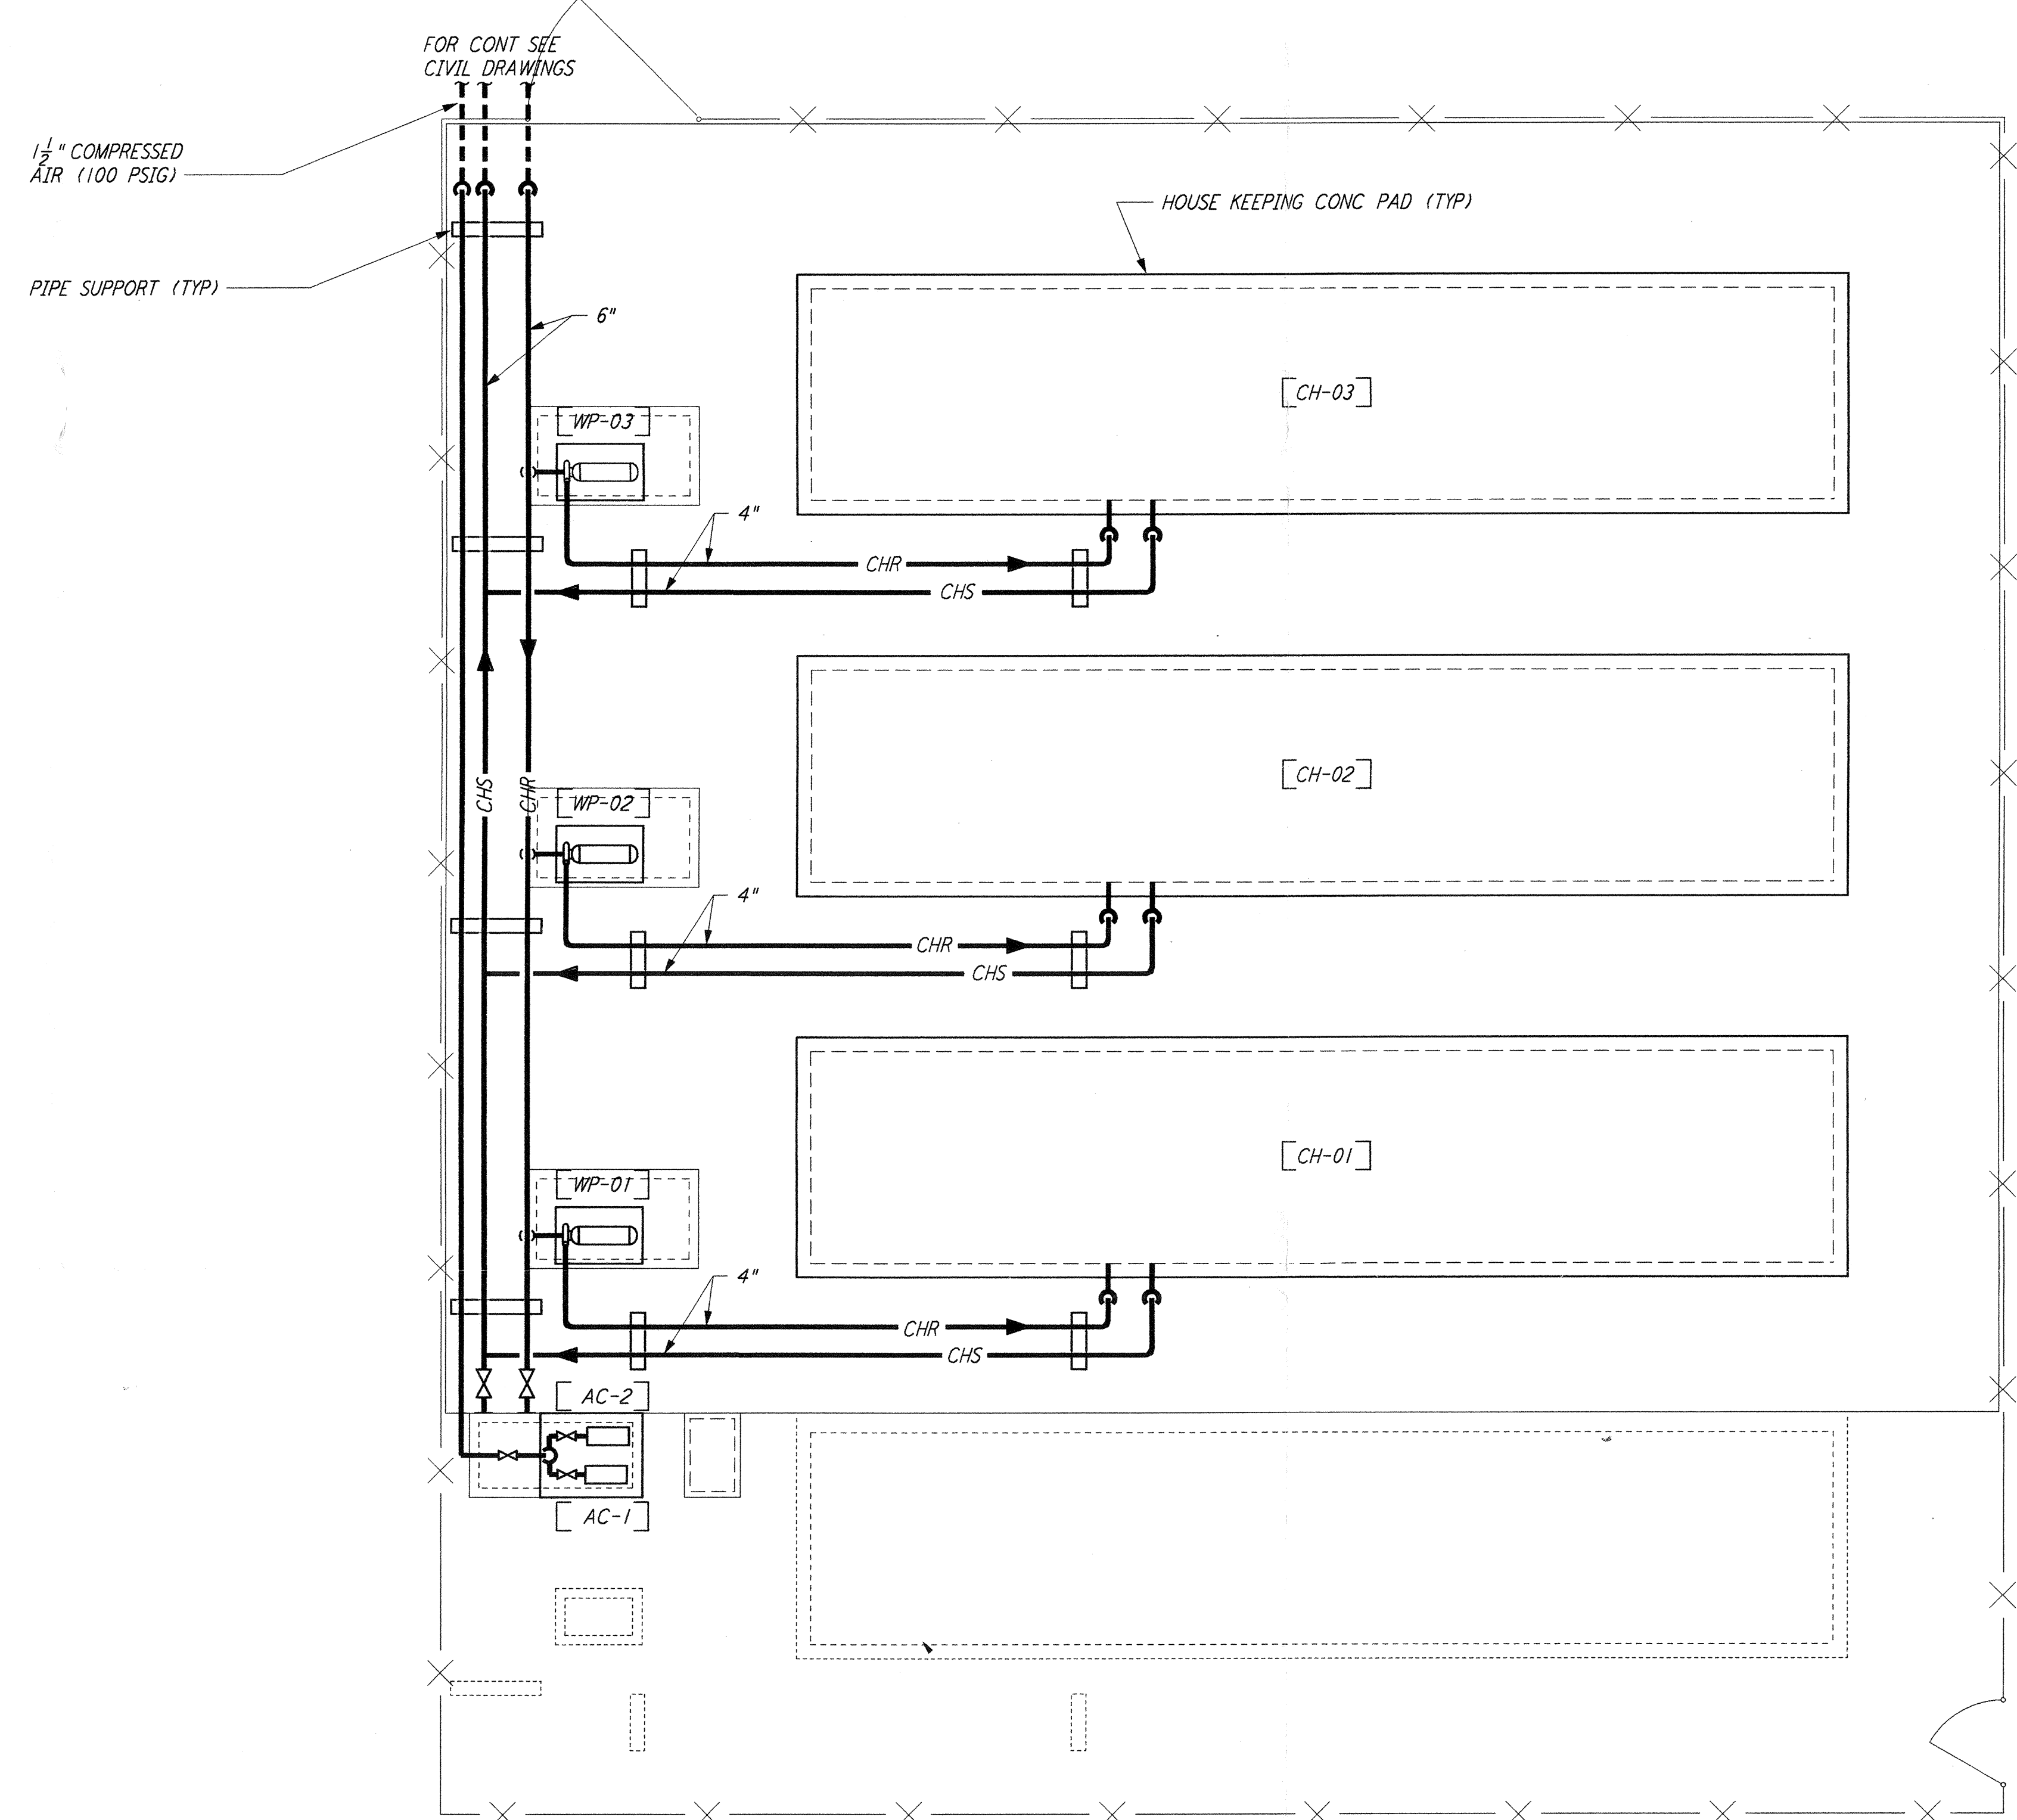 FOR CONT SEE
CIVIL DRAWINGS
1 1/2" COMPRESSED
AIR (100 PSIG)
HOUSE KEEPING CONC PAD (TYP)
PIPE SUPPORT (TYP)
6"
CH-03
WP-03
4"
CHR
CHS
CHS
CHR
WP-02
CH-02
4"
CHR
CHS
CH-01
WP-01
4"
CHR
CHS
AC-2
AC-1